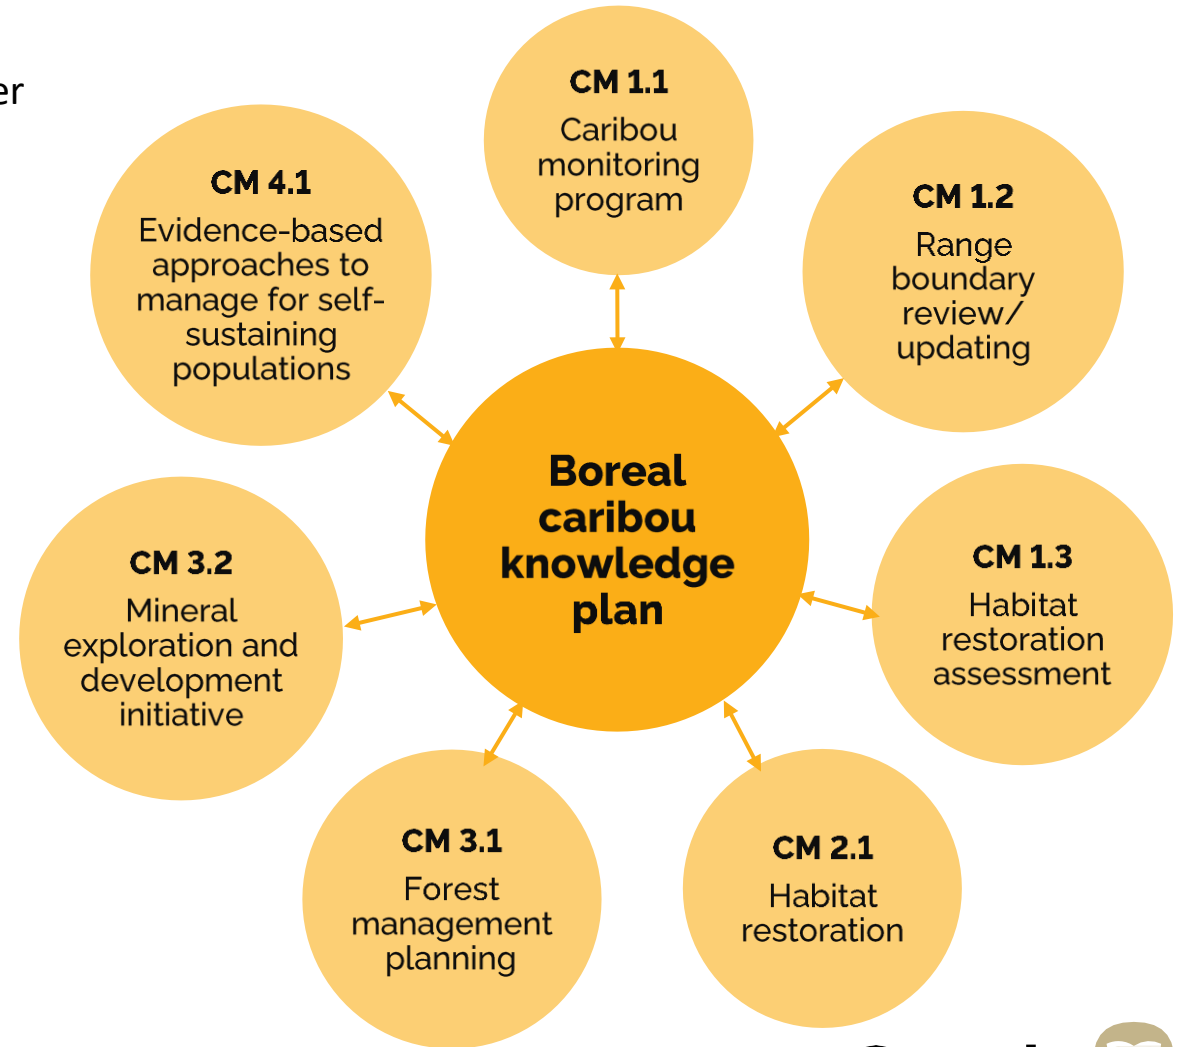 er
CM 1.1
Caribou
monitoring
program
CM 1.2
Range
boundary
review/
updating
CM 1.3
Habitat
restoration
assessment
CM 2.1
Habitat
restoration
CM 3.1
Forest
management
planning
CM 3.2
Mineral
exploration and
development
initiative
CM 4.1
Evidence-based
approaches to
manage for self-
sustaining
populations
Boreal
caribou
knowledge
plan